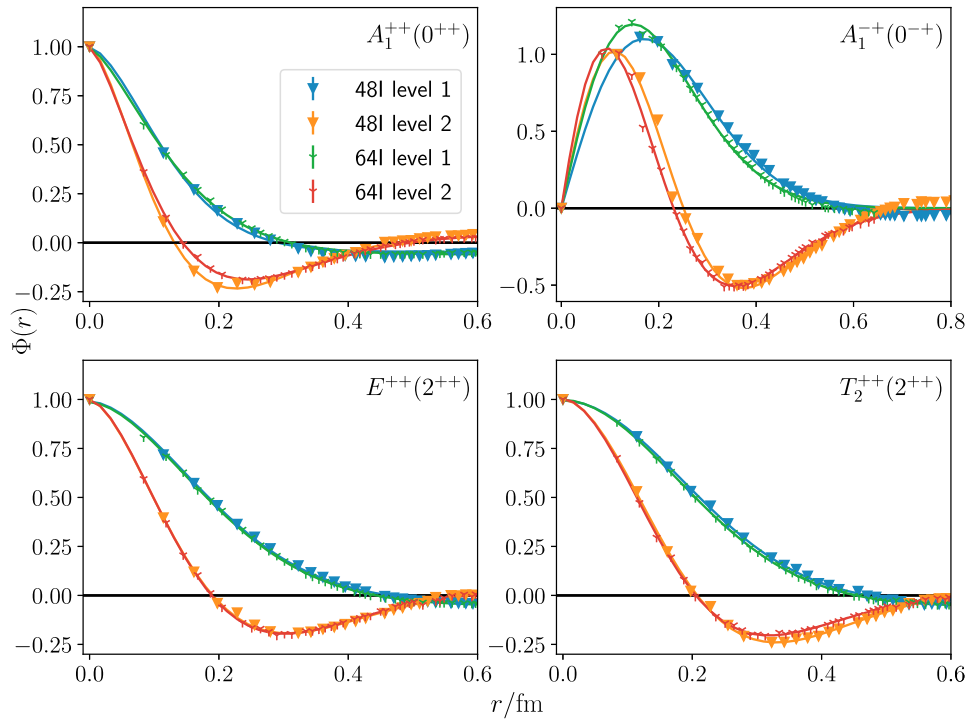 $A_1^{++}(0^{++})$
1.00
0.75
0.50
0.25
0.00
−0.25
0.0 0.2 0.4 0.6
48I level 1
48I level 2
64I level 1
64I level 2
$A_1^{-+}(0^{-+})$
1.0
0.5
0.0
−0.5
0.0 0.2 0.4 0.6 0.8
$\Phi(r)$
$E^{++}(2^{++})$
1.00
0.75
0.50
0.25
0.00
−0.25
0.0 0.2 0.4 0.6
$T_2^{++}(2^{++})$
1.00
0.75
0.50
0.25
0.00
−0.25
0.0 0.2 0.4 0.6
$r/\mathrm{fm}$